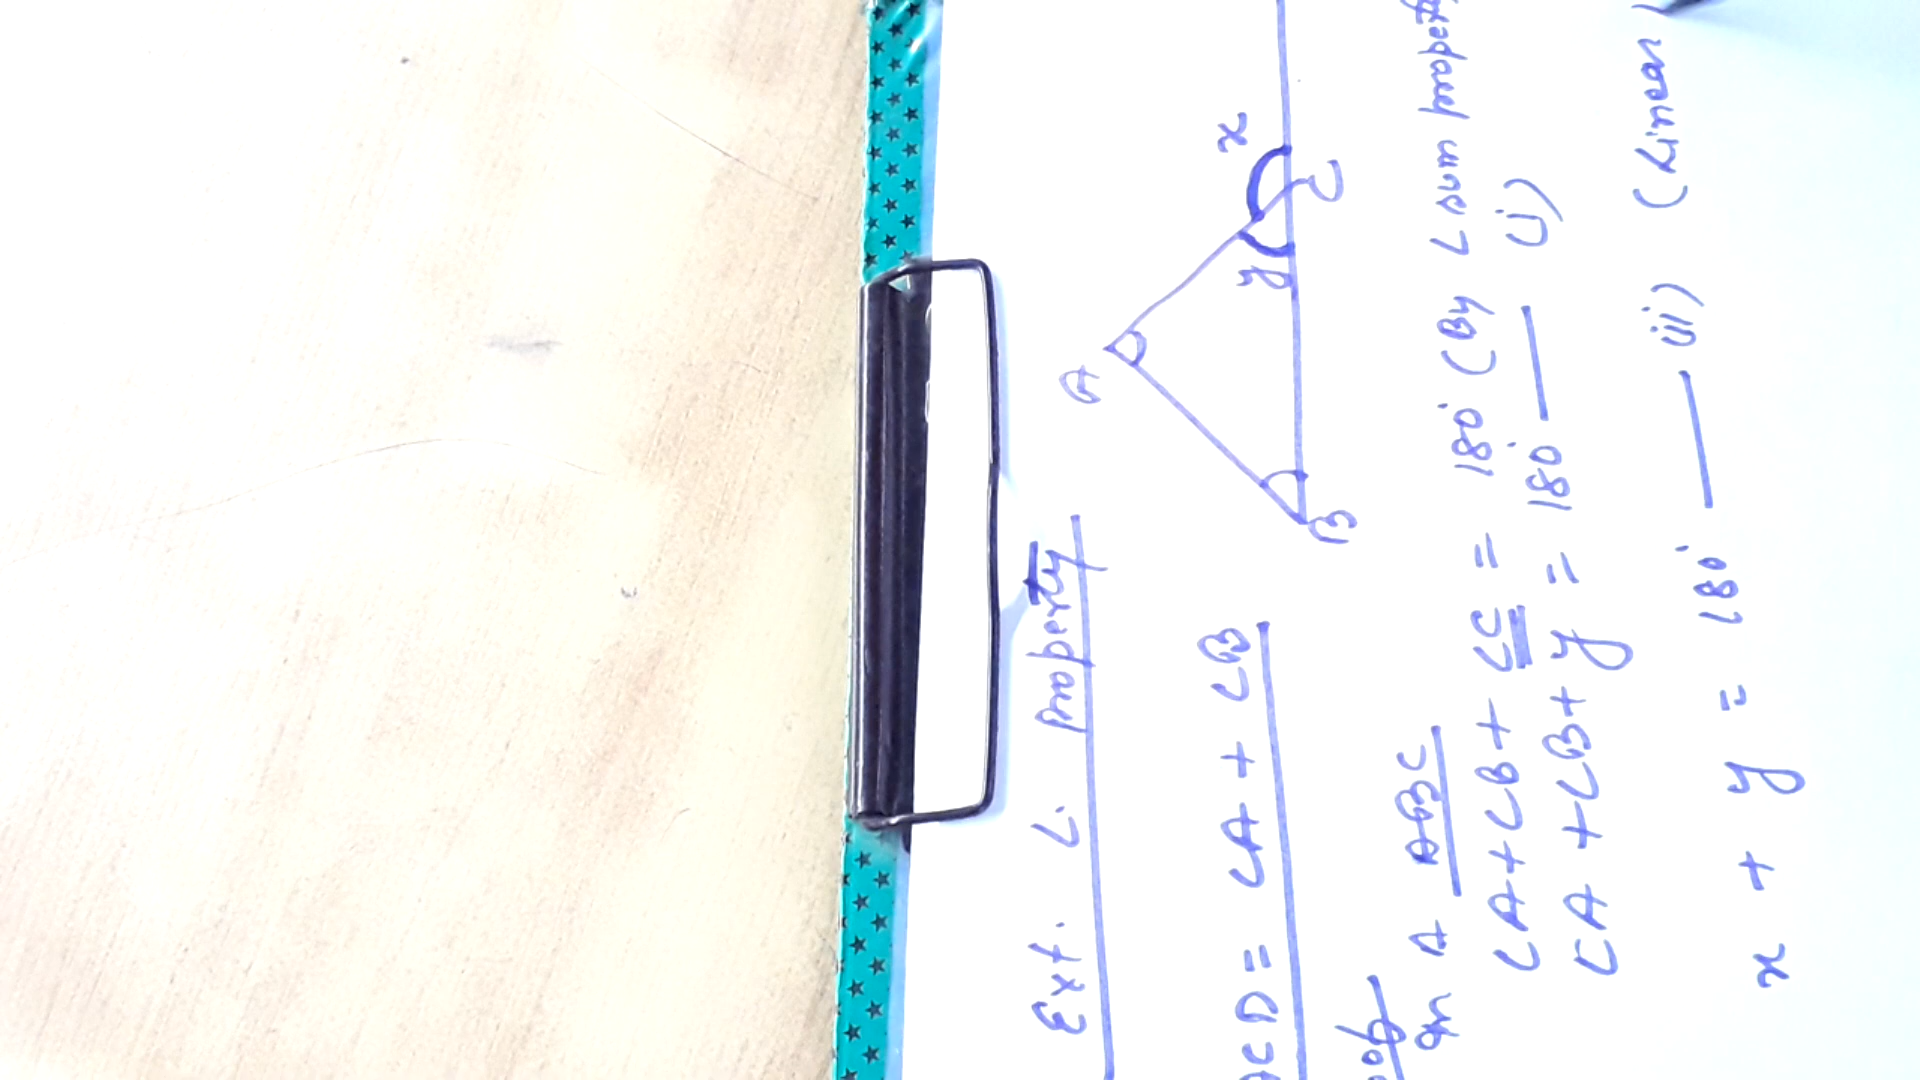 Ext. ∠. property
A
x
y
B
C
∠ACD = ∠A + ∠B
In Δ ABC
∠A + ∠B + ∠C = 180° (By ∠ sum property
∠A + ∠B + y = 180° — (i)
x + y = 180° — (ii) (Linear